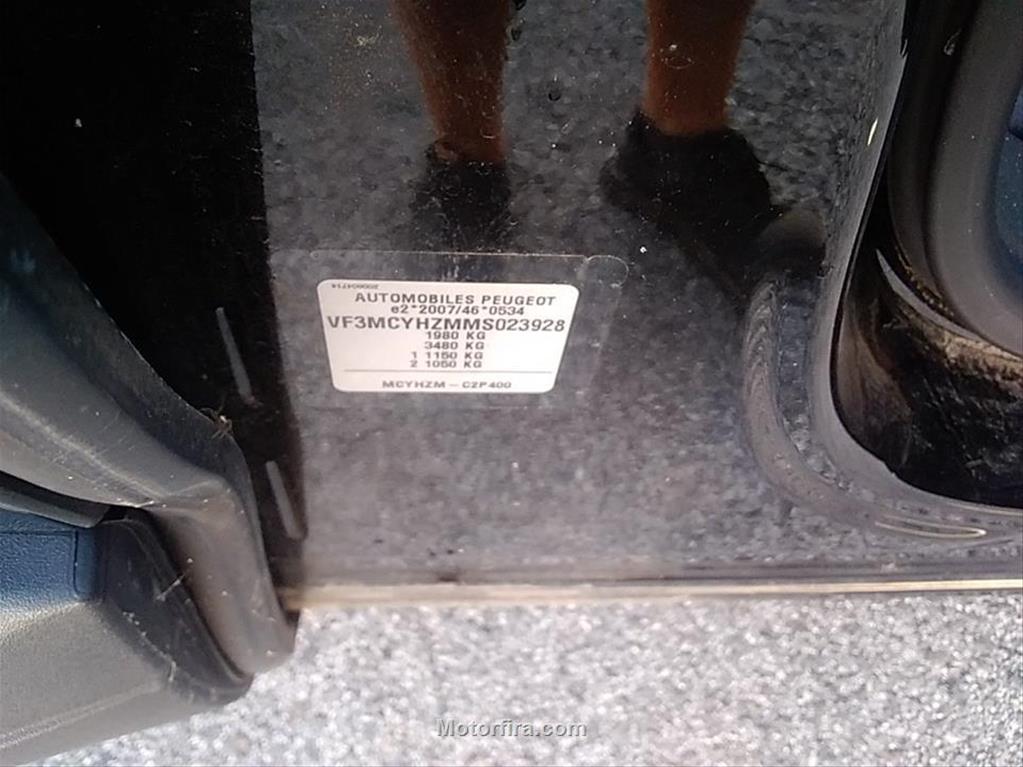 AUTOMOBILES PEUGEOT
e2*2007/46*0534
VF3MCYHZMMS023928
1980 KG
3480 KG
1 1150 KG
2 1050 KG
MCYHZM - C2P400
Motorfira.com